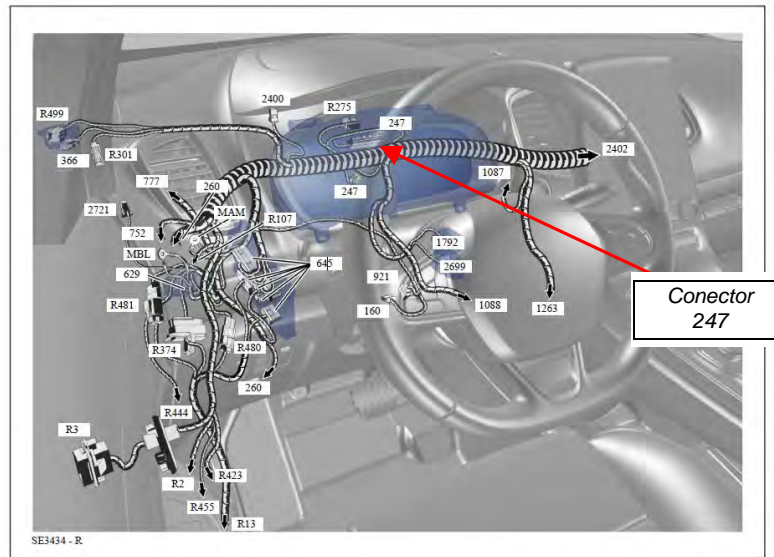 2400
R275
R499
247
366
R301
2402
260
1087
777
247
2721
MAM
R107
752
1792
MBL
645
629
921
2699
R481
Conector
247
160
1088
1263
R374
R480
260
R444
R3
R423
R2
R455
R13
SE3434 - R